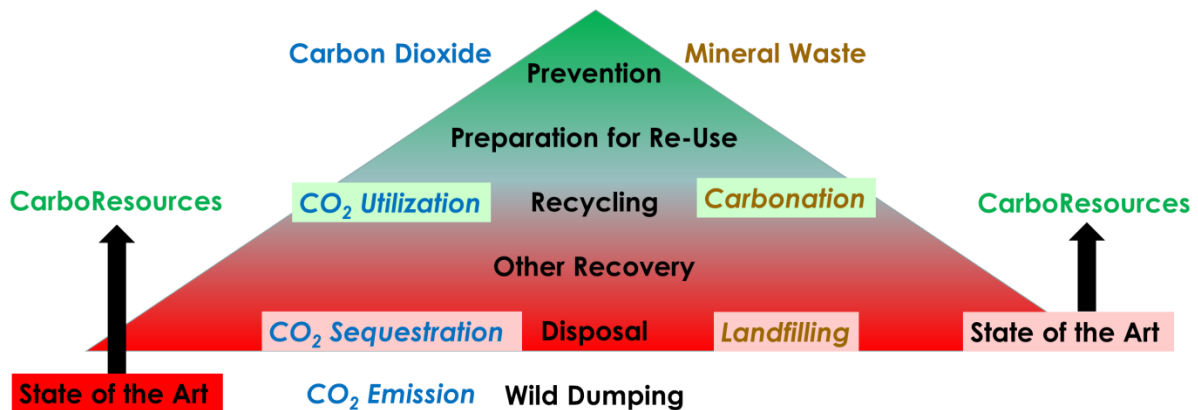 Carbon Dioxide Mineral Waste
Prevention
Preparation for Re-Use
CarboResources CO₂ Utilization Recycling Carbonation CarboResources
Other Recovery
CO₂ Sequestration Disposal Landfilling State of the Art
State of the Art CO₂ Emission Wild Dumping